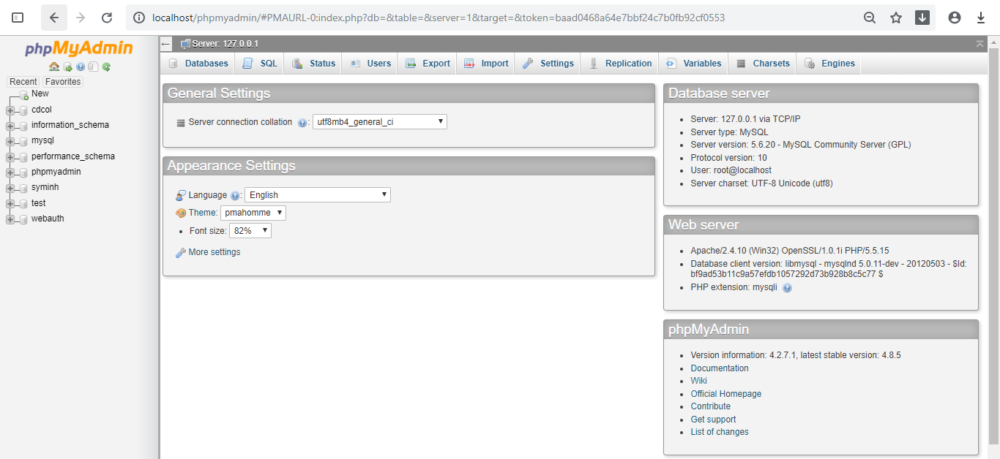 localhost/phpmyadmin/#PMAURL-0:index.php?db=&table=&server=1&target=&token=baad0468a64e7bbf24c7b0fb92cf0553
phpMyAdmin
Recent Favorites
New
cdcol
information_schema
mysql
performance_schema
phpmyadmin
syminh
test
webauth
Server: 127.0.0.1
Databases SQL Status Users Export Import Settings Replication Variables Charsets Engines
General Settings
Server connection collation : utf8mb4_general_ci
Appearance Settings
Language : English
Theme: pmahomme
Font size: 82%
More settings
Database server
Server: 127.0.0.1 via TCP/IP
Server type: MySQL
Server version: 5.6.20 - MySQL Community Server (GPL)
Protocol version: 10
User: root@localhost
Server charset: UTF-8 Unicode (utf8)
Web server
Apache/2.4.10 (Win32) OpenSSL/1.0.1i PHP/5.5.15
Database client version: libmysql - mysqlnd 5.0.11-dev - 20120503 - $Id:
bf9ad53b11c9a57efdb1057292d73b928b8c5c77 $
PHP extension: mysqli
phpMyAdmin
Version information: 4.2.7.1, latest stable version: 4.8.5
Documentation
Wiki
Official Homepage
Contribute
Get support
List of changes